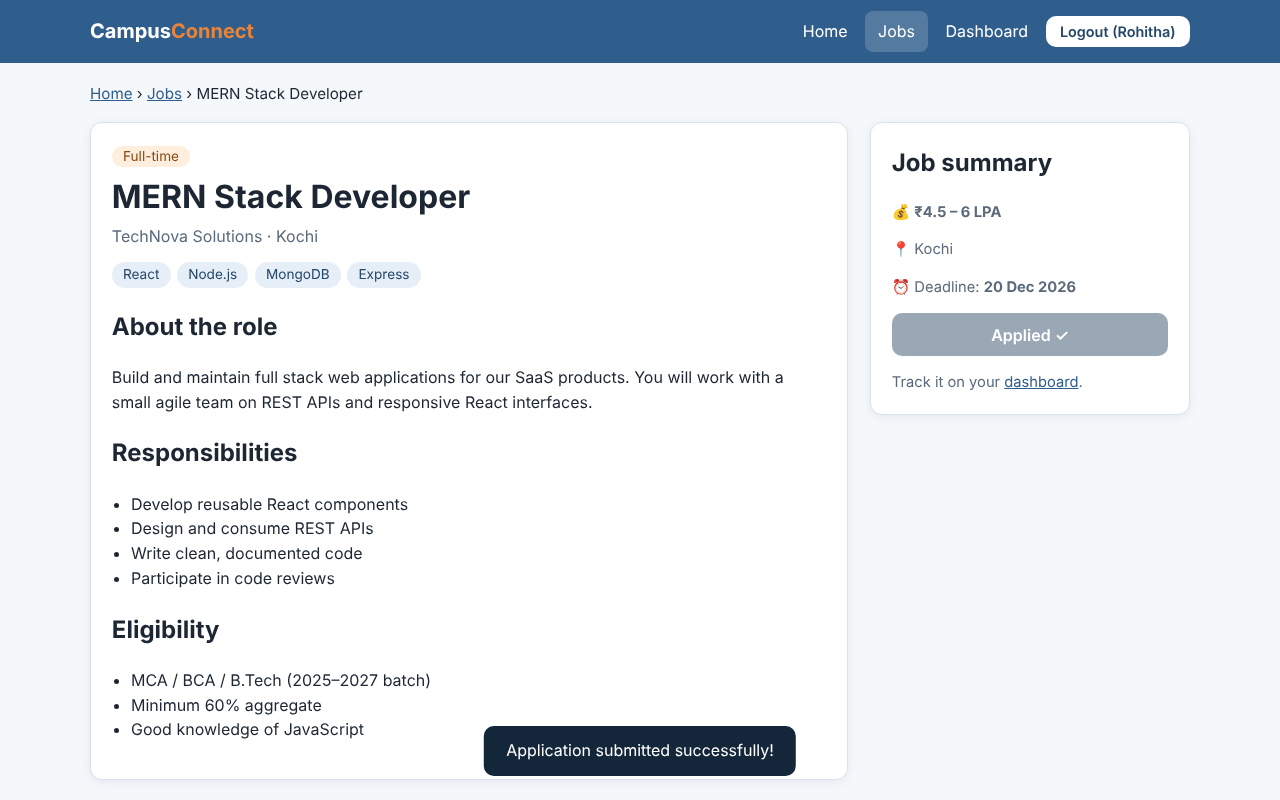 CampusConnect
Home
Jobs
Dashboard
Logout (Rohitha)
Home › Jobs › MERN Stack Developer
Full-time
MERN Stack Developer
TechNova Solutions · Kochi
React Node.js MongoDB Express
About the role
Build and maintain full stack web applications for our SaaS products. You will work with a
small agile team on REST APIs and responsive React interfaces.
Responsibilities
• Develop reusable React components
• Design and consume REST APIs
• Write clean, documented code
• Participate in code reviews
Eligibility
• MCA / BCA / B.Tech (2025–2027 batch)
• Minimum 60% aggregate
• Good knowledge of JavaScript
Job summary
💰 ₹4.5 – 6 LPA
📍 Kochi
⏰ Deadline: 20 Dec 2026
Applied ✓
Track it on your dashboard.
Application submitted successfully!